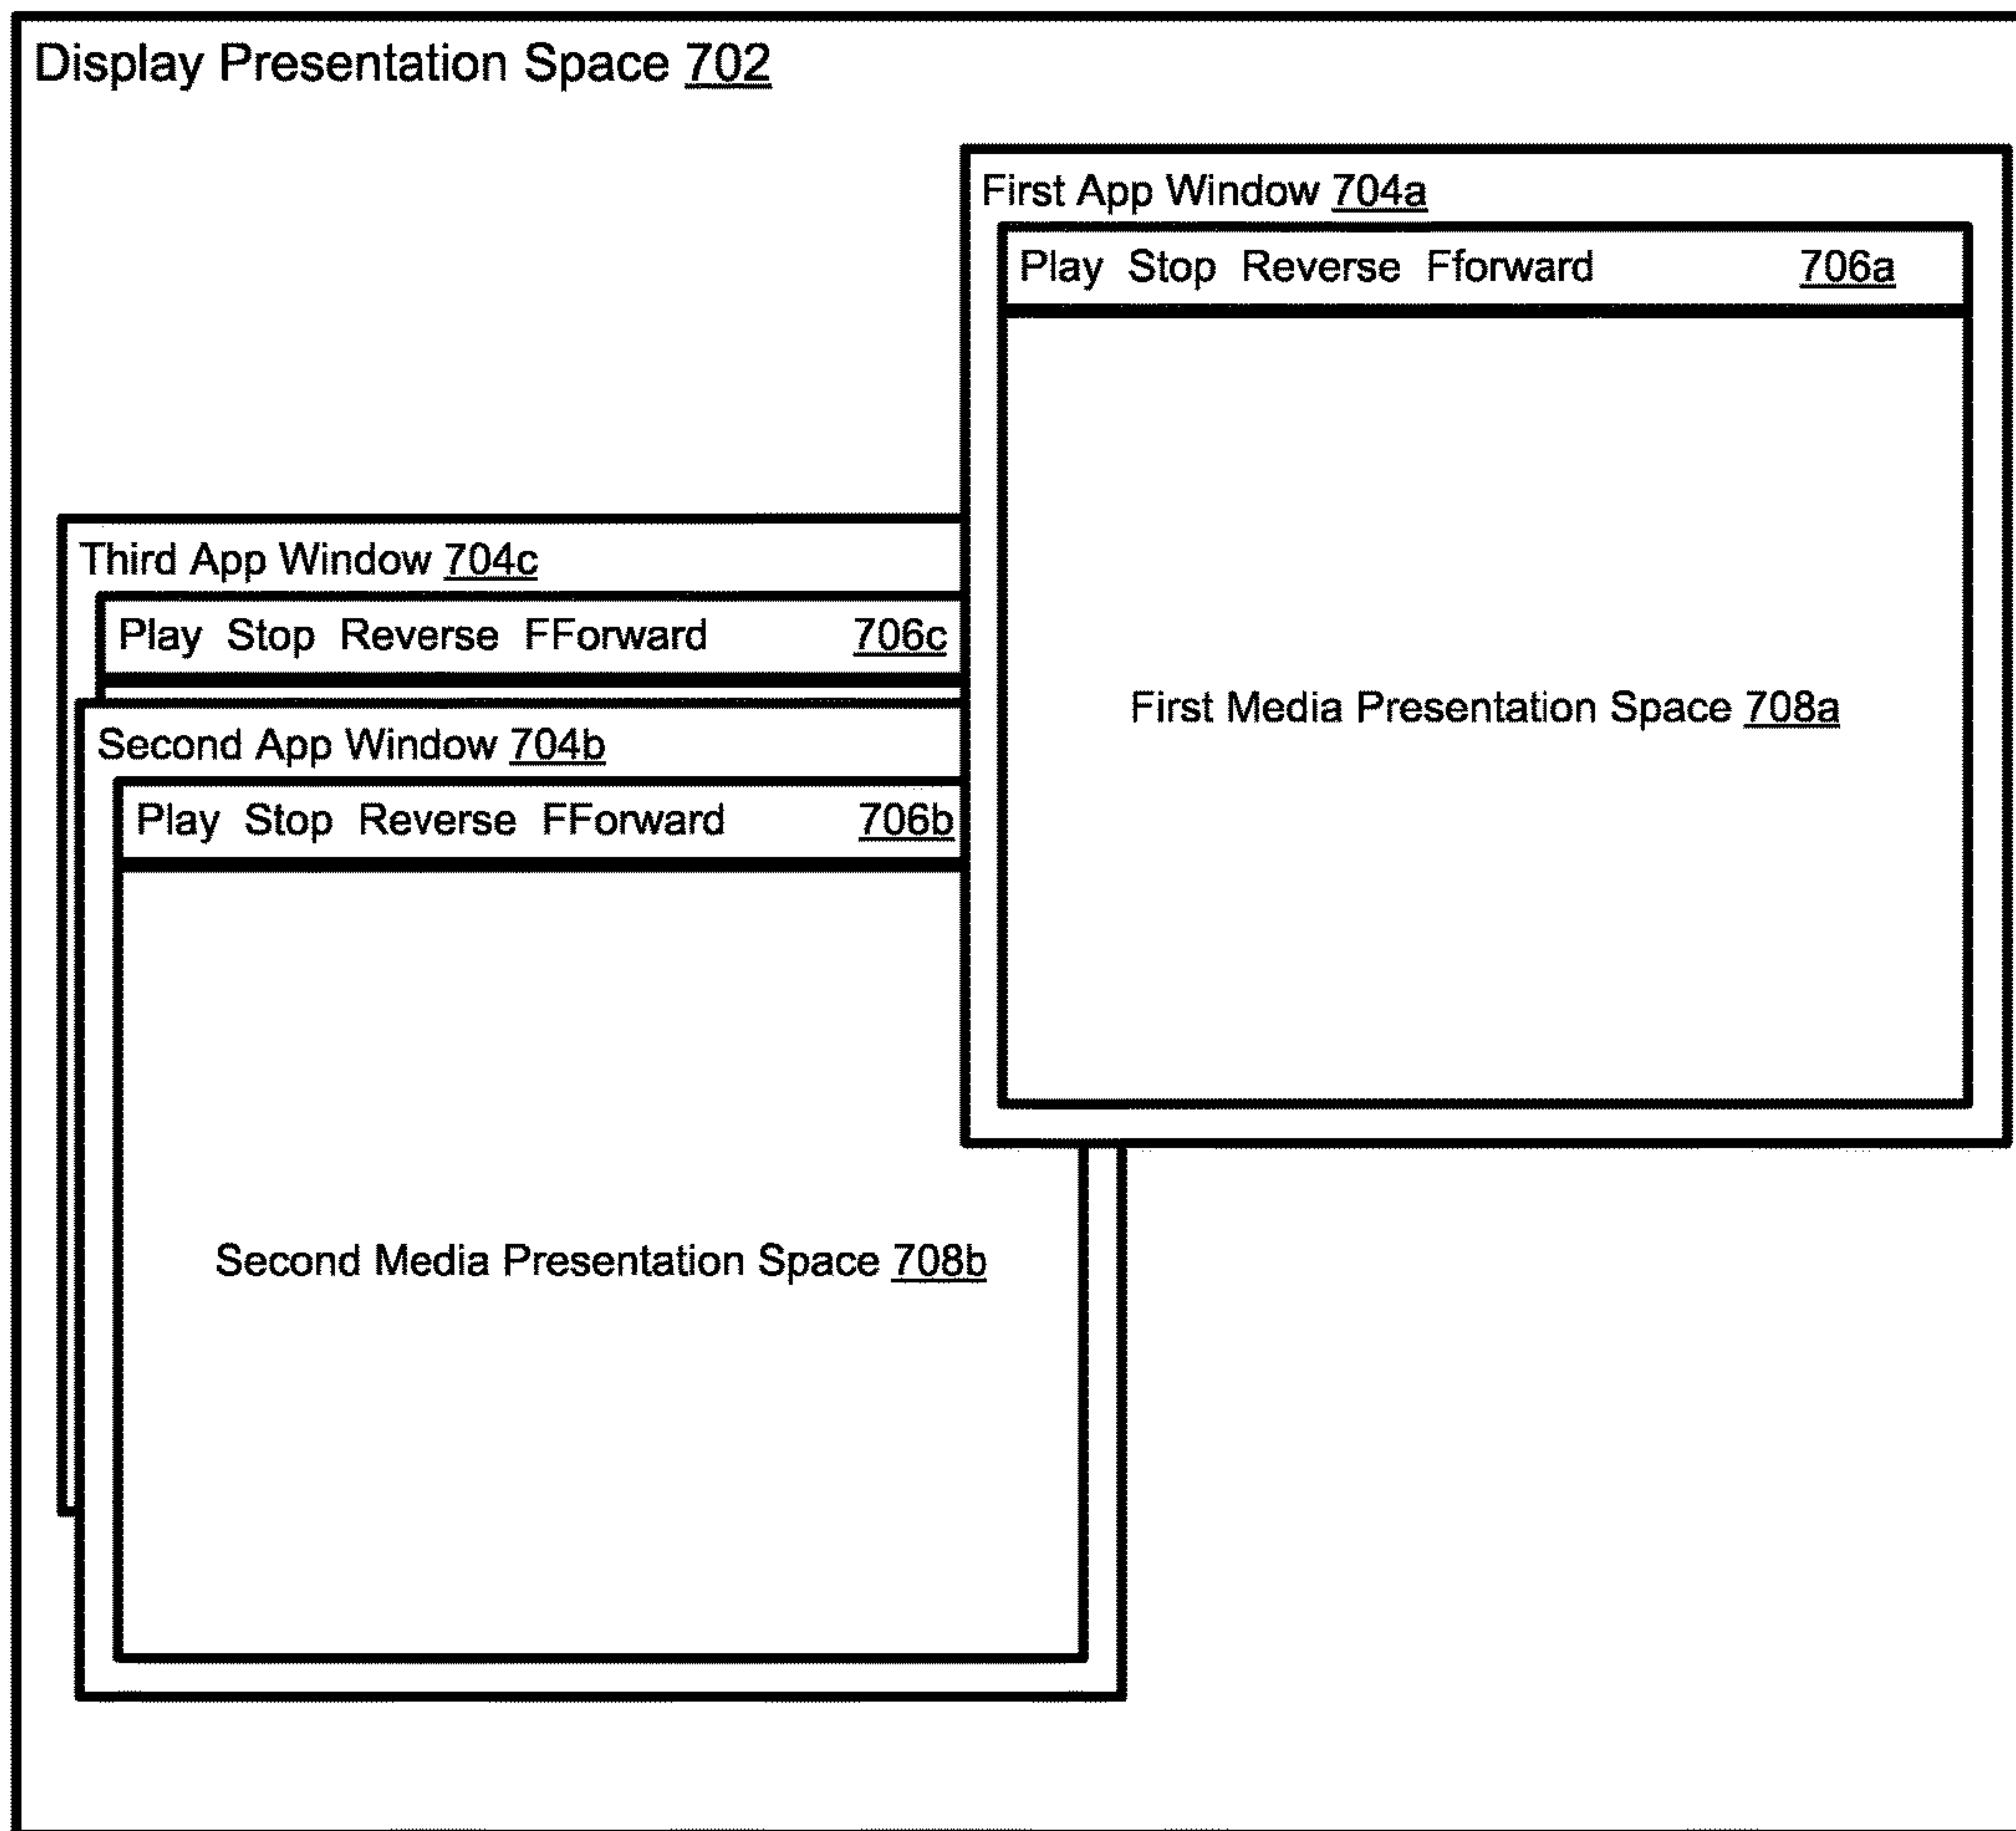 Display Presentation Space 702
First App Window 704a
Play Stop Reverse Fforward 706a
First Media Presentation Space 708a
Third App Window 704c
Play Stop Reverse FForward 706c
Second App Window 704b
Play Stop Reverse FForward 706b
Second Media Presentation Space 708b